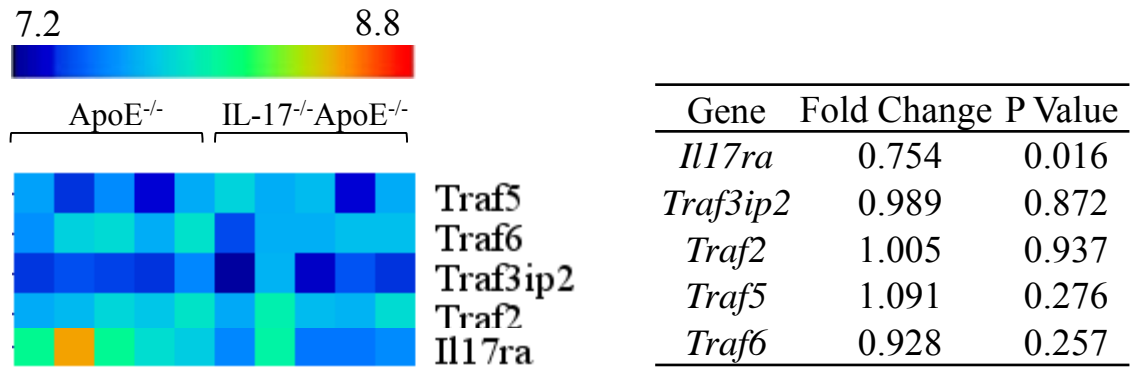 7.2 8.8
ApoE-/- IL-17-/-ApoE-/-
Traf5
Traf6
Traf3ip2
Traf2
Il17ra
Gene Fold Change P Value
Il17ra 0.754 0.016
Traf3ip2 0.989 0.872
Traf2 1.005 0.937
Traf5 1.091 0.276
Traf6 0.928 0.257